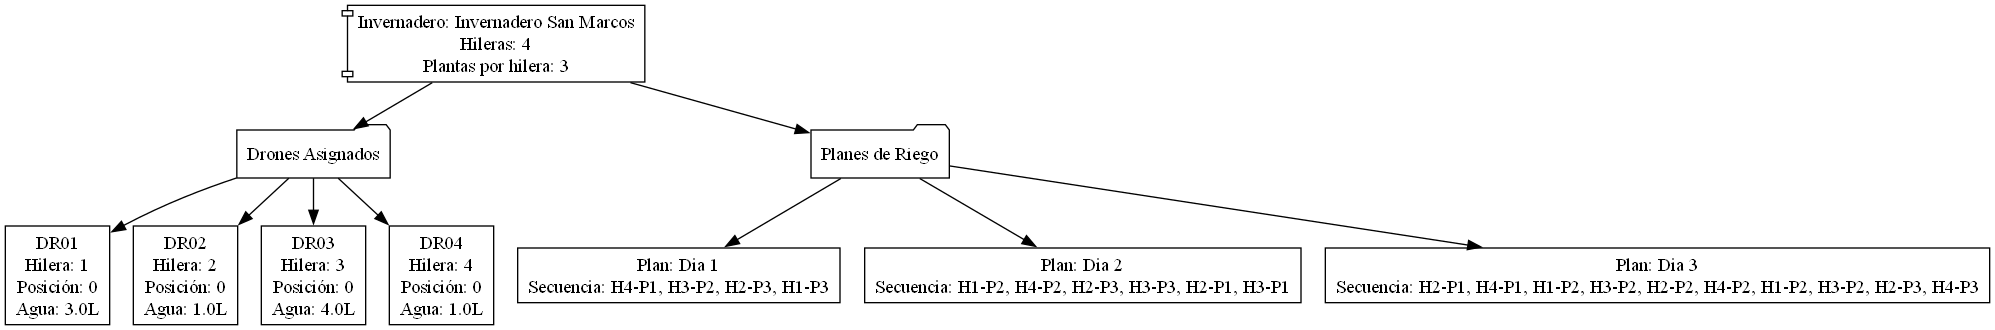 Invernadero: Invernadero San Marcos
Hileras: 4
Plantas por hilera: 3
Drones Asignados
Planes de Riego
DR01
Hilera: 1
Posición: 0
Agua: 3.0L
DR02
Hilera: 2
Posición: 0
Agua: 1.0L
DR03
Hilera: 3
Posición: 0
Agua: 4.0L
DR04
Hilera: 4
Posición: 0
Agua: 1.0L
Plan: Dia 1
Secuencia: H4-P1, H3-P2, H2-P3, H1-P3
Plan: Dia 2
Secuencia: H1-P2, H4-P2, H2-P3, H3-P3, H2-P1, H3-P1
Plan: Dia 3
Secuencia: H2-P1, H4-P1, H1-P2, H3-P2, H2-P2, H4-P2, H1-P2, H3-P2, H2-P3, H4-P3